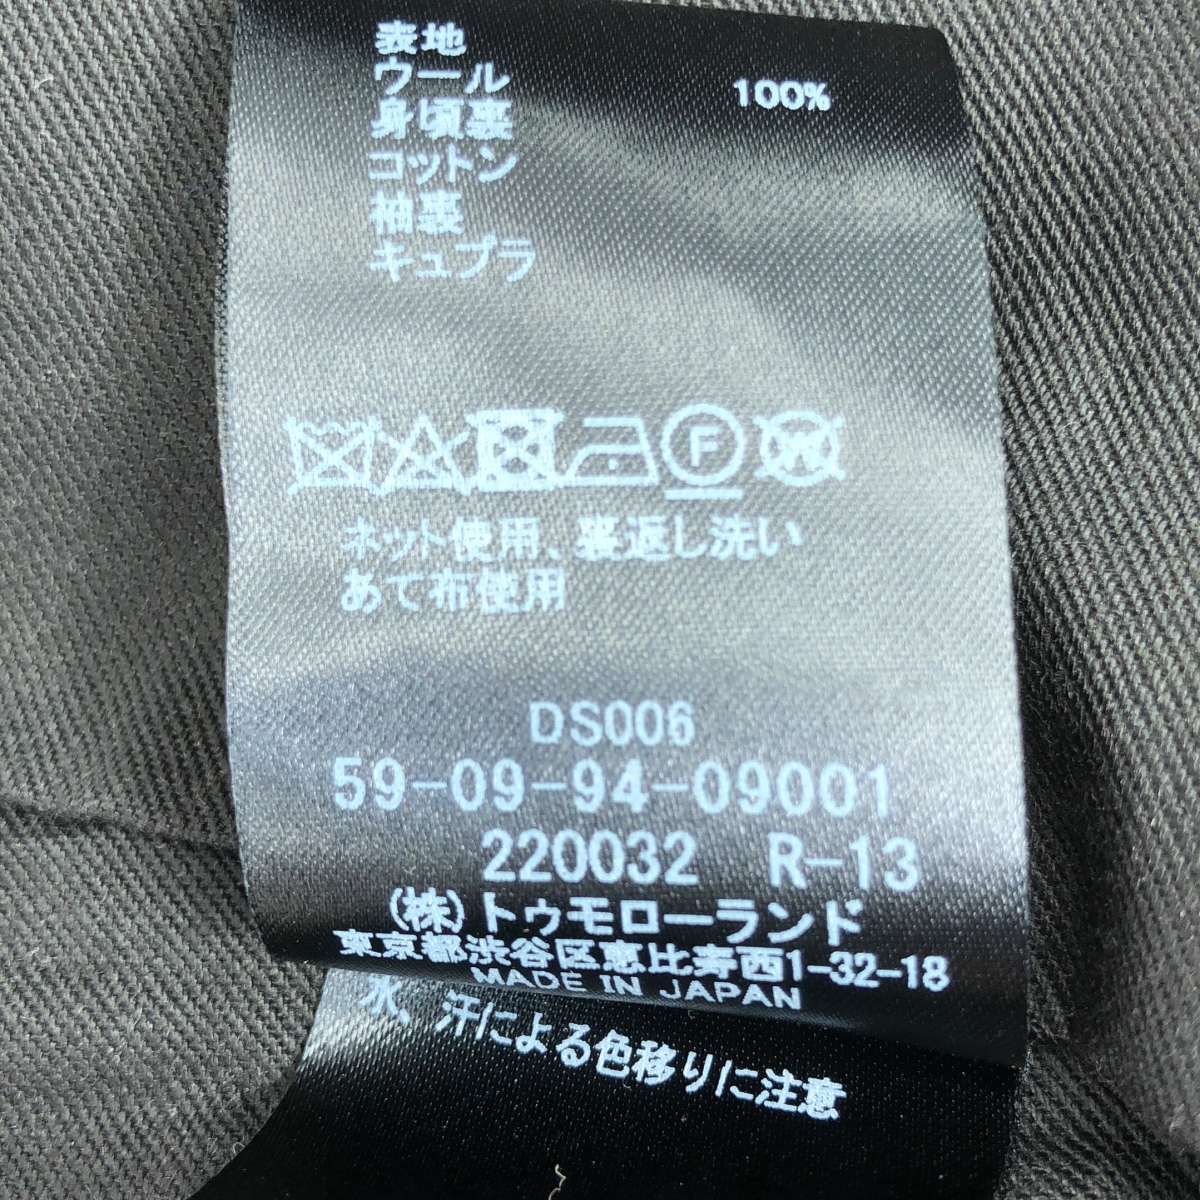 表地
ウール 100%
身頃裏
コットン
袖裏
キュプラ
F
W
ネット使用、裏返し洗い
あて布使用
DS006
59-09-94-09001
220032 R-13
(株)トゥモローランド
東京都渋谷区恵比寿西1-32-18
MADE IN JAPAN
水、汗による色移りに注意